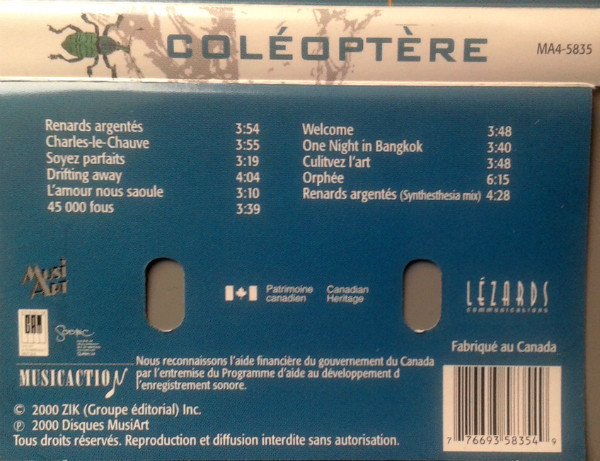 COLÉOPTÈRE
MA4-5835
Renards argentés 3:54
Charles-le-Chauve 3:55
Soyez parfaits 3:19
Drifting away 4:04
L'amour nous saoule 3:10
45 000 fous 3:39
Welcome 3:48
One Night in Bangkok 3:40
Culitvez l'art 3:48
Orphée 6:15
Renards argentés (Synthesthesia mix) 4:28
Musi
Art
Patrimoine
canadien
Canadian
Heritage
LÉZARDS
communications
CAM
Sodec
MUSICACTION
Nous reconnaissons l'aide financière du gouvernement du Canada
par l'entremise du Programme d'aide au développement d
l'enregistrement sonore.
Fabriqué au Canada
7 76693 58354 9
© 2000 ZIK (Groupe éditorial) Inc.
℗ 2000 Disques MusiArt
Tous droits réservés. Reproduction et diffusion interdite sans autorisation.